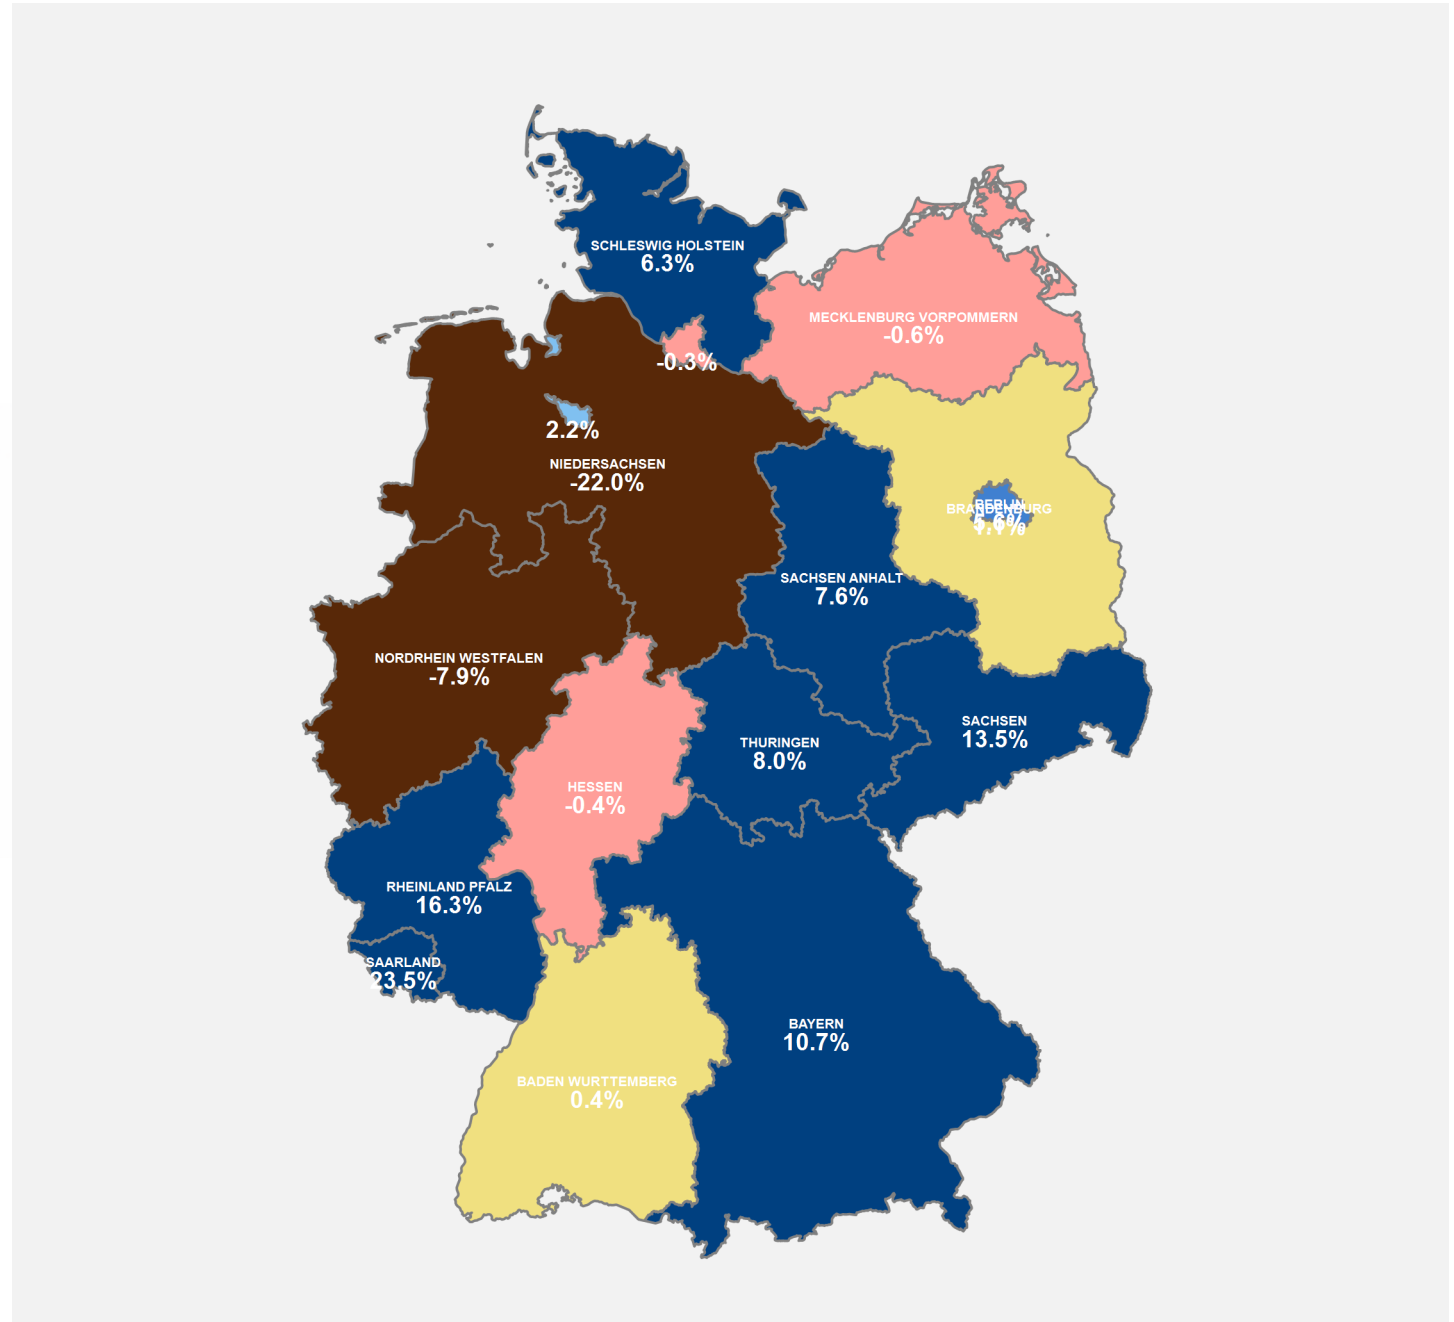 SCHLESWIG HOLSTEIN
6.3%
MECKLENBURG VORPOMMERN
-0.6%
-0.3%
2.2%
NIEDERSACHSEN
-22.0%
BERLIN
BRANDENBURG
SACHSEN ANHALT
7.6%
NORDRHEIN WESTFALEN
-7.9%
SACHSEN
13.5%
THURINGEN
8.0%
HESSEN
-0.4%
RHEINLAND PFALZ
16.3%
SAARLAND
23.5%
BAYERN
10.7%
BADEN WURTTEMBERG
0.4%